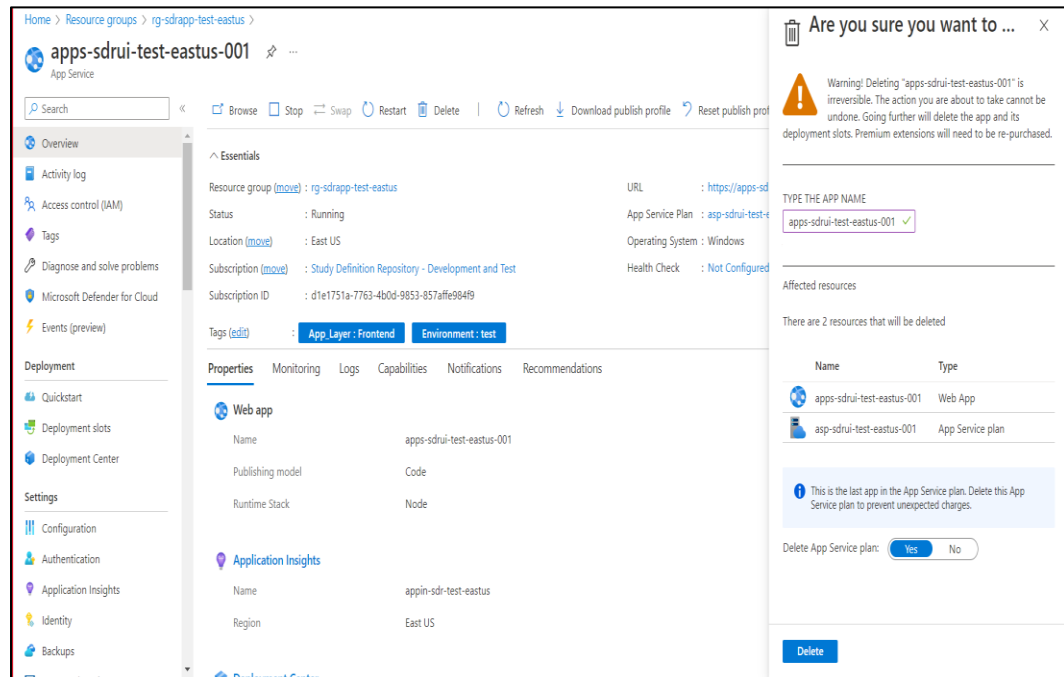 Home > Resource groups > rg-sdrapp-test-eastus >
apps-sdrui-test-eastus-001
App Service
Search
Browse Stop Swap Restart Delete Refresh Download publish profile Reset publish prof
Overview
Activity log
Access control (IAM)
Tags
Diagnose and solve problems
Microsoft Defender for Cloud
Events (preview)
Deployment
Quickstart
Deployment slots
Deployment Center
Settings
Configuration
Authentication
Application Insights
Identity
Backups
Essentials
Resource group (move) : rg-sdrapp-test-eastus
Status : Running
Location (move) : East US
Subscription (move) : Study Definition Repository - Development and Test
Subscription ID : d1e1751a-7763-4b0d-9853-857affe984f9
URL : https://apps-sd
App Service Plan : asp-sdrui-test-e
Operating System : Windows
Health Check : Not Configured
Tags (edit) : App_Layer : Frontend Environment : test
Properties Monitoring Logs Capabilities Notifications Recommendations
Web app
Name apps-sdrui-test-eastus-001
Publishing model Code
Runtime Stack Node
Application Insights
Name appin-sdr-test-eastus
Region East US
Deployment Center
Are you sure you want to ...
Warning! Deleting "apps-sdrui-test-eastus-001" is
irreversible. The action you are about to take cannot be
undone. Going further will delete the app and its
deployment slots. Premium extensions will need to be re-purchased.
TYPE THE APP NAME
apps-sdrui-test-eastus-001
Affected resources
There are 2 resources that will be deleted
Name Type
apps-sdrui-test-eastus-001 Web App
asp-sdrui-test-eastus-001 App Service plan
This is the last app in the App Service plan. Delete this App
Service plan to prevent unexpected charges.
Delete App Service plan: Yes No
Delete